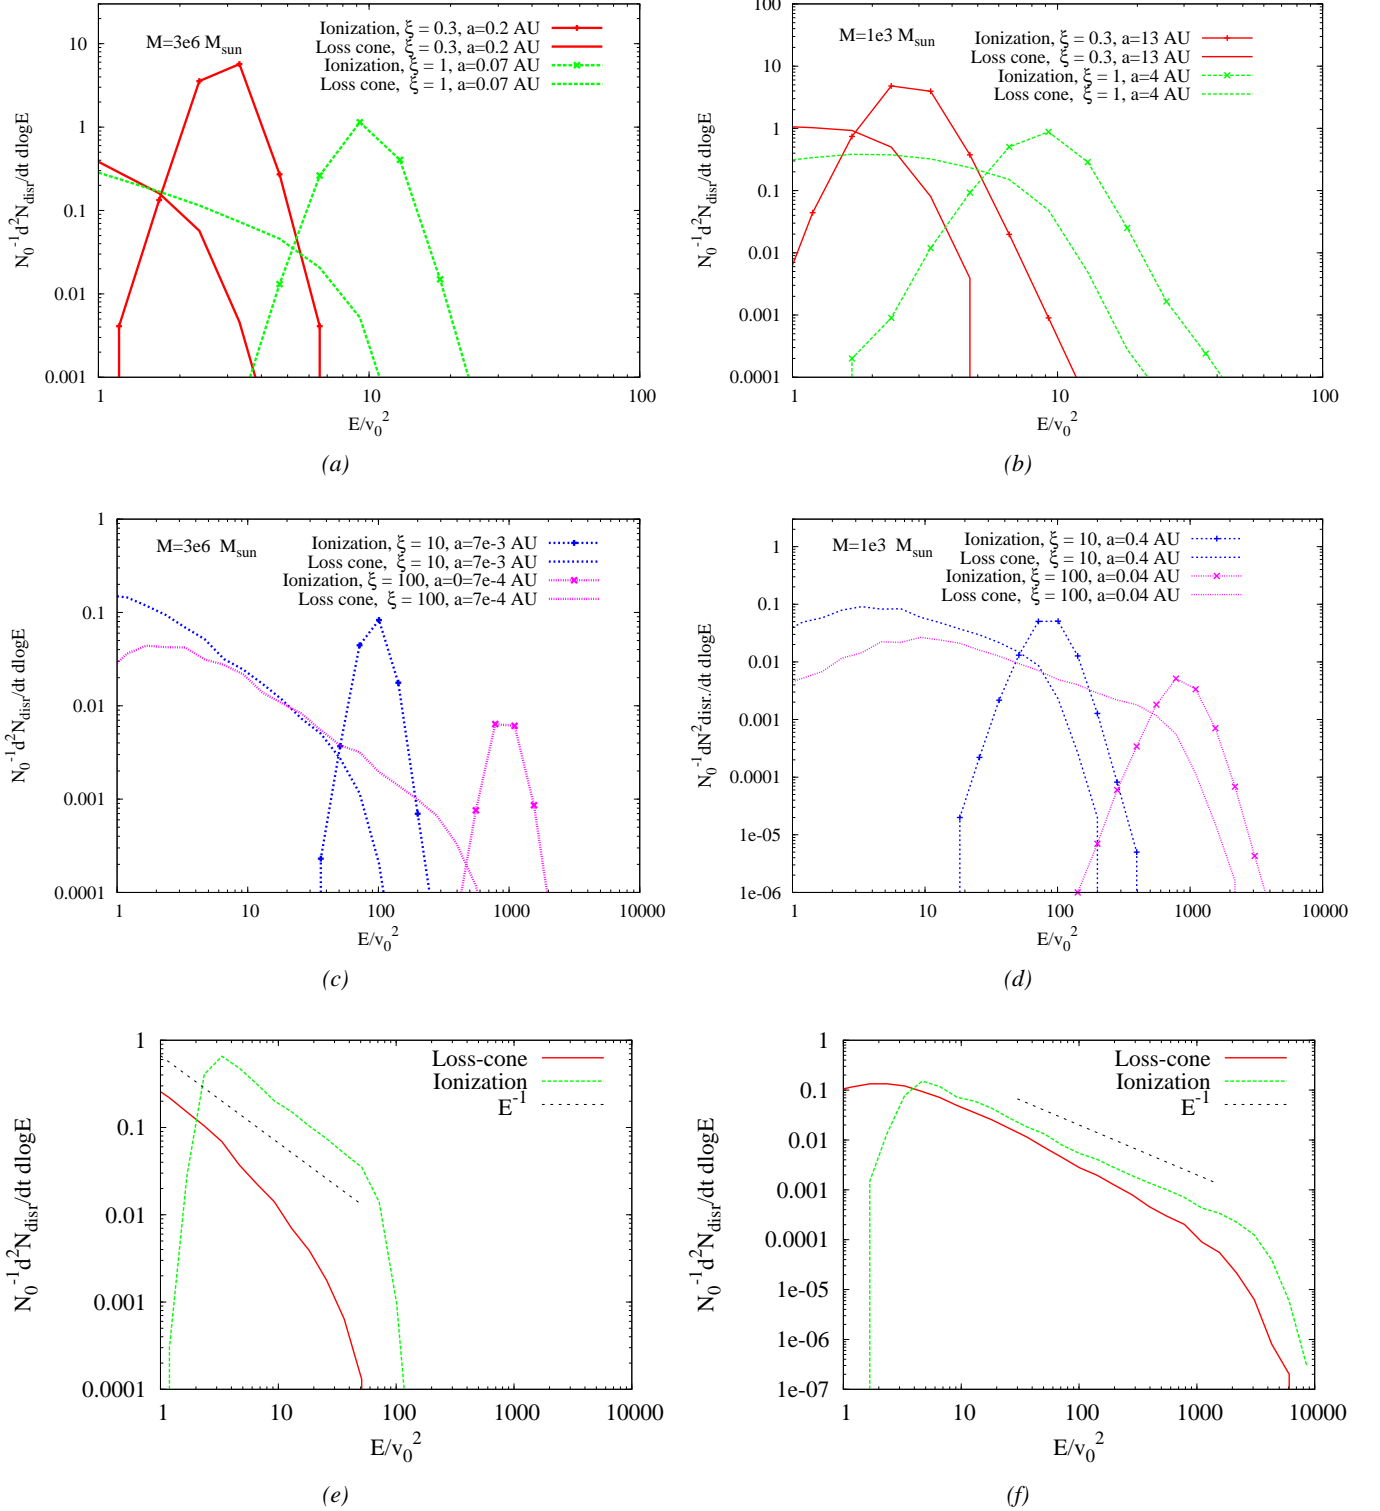 M=3e6 M_sun
Ionization, ξ = 0.3, a=0.2 AU
Loss cone, ξ = 0.3, a=0.2 AU
Ionization, ξ = 1, a=0.07 AU
Loss cone, ξ = 1, a=0.07 AU
N_0^-1 d^2N_disr/dt dlogE
10
1
0.1
0.01
0.001
1 10 100
E/v_0^2
(a)
M=1e3 M_sun
Ionization, ξ = 0.3, a=13 AU
Loss cone, ξ = 0.3, a=13 AU
Ionization, ξ = 1, a=4 AU
Loss cone, ξ = 1, a=4 AU
N_0^-1 d^2N_disr/dt dlogE
100
10
1
0.1
0.01
0.001
0.0001
1 10 100
E/v_0^2
(b)
M=3e6 M_sun
Ionization, ξ = 10, a=7e-3 AU
Loss cone, ξ = 10, a=7e-3 AU
Ionization, ξ = 100, a=0=7e-4 AU
Loss cone, ξ = 100, a=7e-4 AU
N_0^-1 d^2N_disr/dt dlogE
1
0.1
0.01
0.001
0.0001
1 10 100 1000 10000
E/v_0^2
(c)
M=1e3 M_sun
Ionization, ξ = 10, a=0.4 AU
Loss cone, ξ = 10, a=0.4 AU
Ionization, ξ = 100, a=0.04 AU
Loss cone, ξ = 100, a=0.04 AU
N_0^-1 dN^2disr./dt dlogE
1
0.1
0.01
0.001
0.0001
1e-05
1e-06
1 10 100 1000 10000
E/v_0^2
(d)
Loss-cone
Ionization
E^-1
N_0^-1 d^2N_disr/dt dlogE
1
0.1
0.01
0.001
0.0001
1 10 100 1000 10000
E/v_0^2
(e)
Loss-cone
Ionization
E^-1
N_0^-1 d^2N_disr/dt dlogE
1
0.1
0.01
0.001
0.0001
1e-05
1e-06
1e-07
1 10 100 1000 10000
E/v_0^2
(f)